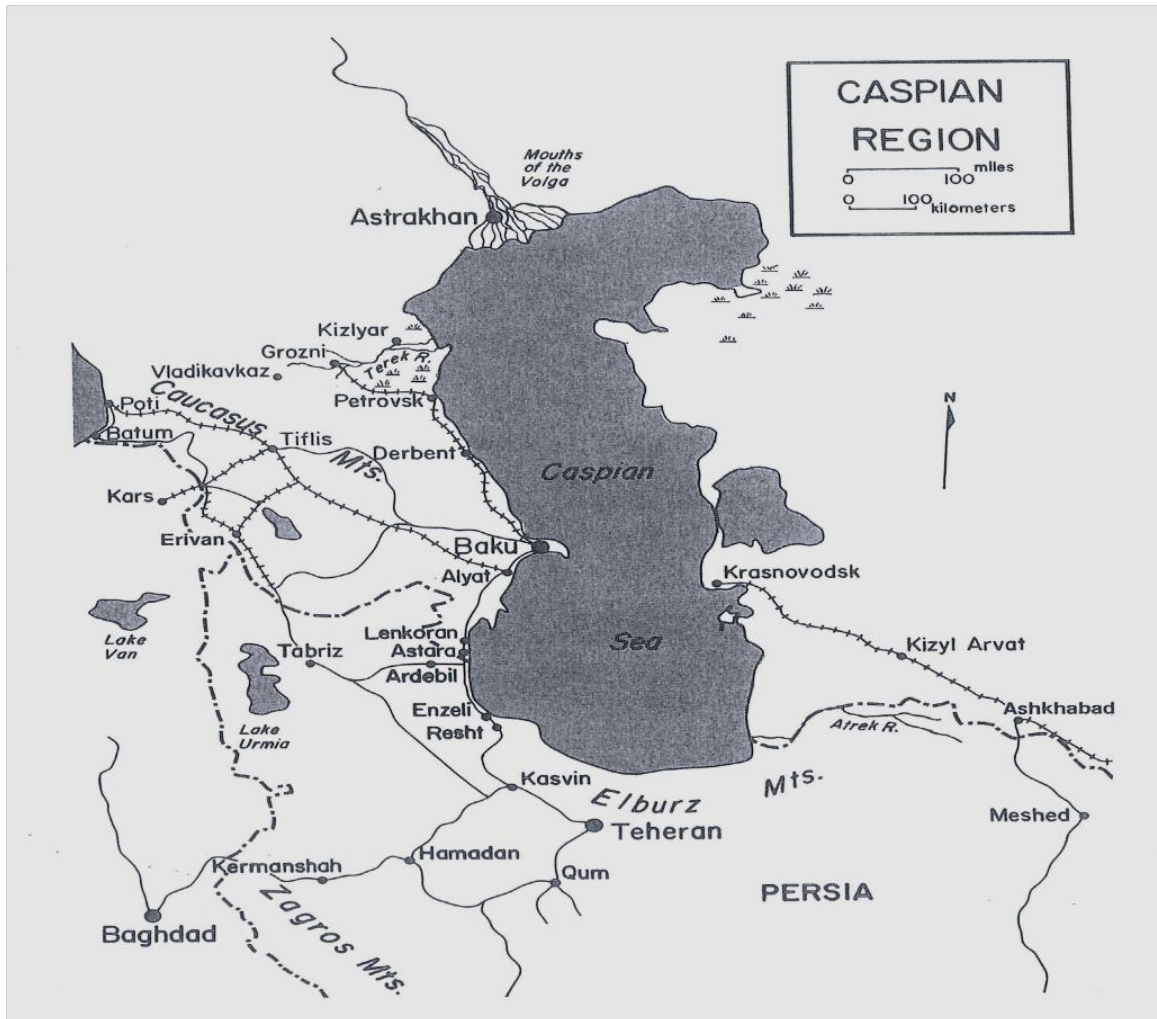 CASPIAN
REGION
0 100 miles
0 100 kilometers
Mouths
of the
Volga
Astrakhan
Kizlyar
Grozni
Terek R.
Vladikavkaz
Petrovsk
Poti
Caucasus
Mts.
Batum
Tiflis
Derbent
Caspian
Sea
N
Kars
Erivan
Baku
Alyat
Krasnovodsk
Lake
Van
Lenkoran
Astara
Tabriz
Ardebil
Kizyl Arvat
Enzeli
Resht
Lake
Urmia
Ashkhabad
Atrek R.
Kasvin
Elburz
Mts.
Teheran
Meshed
Hamadan
Kermanshah
Qum
PERSIA
Zagros Mts.
Baghdad